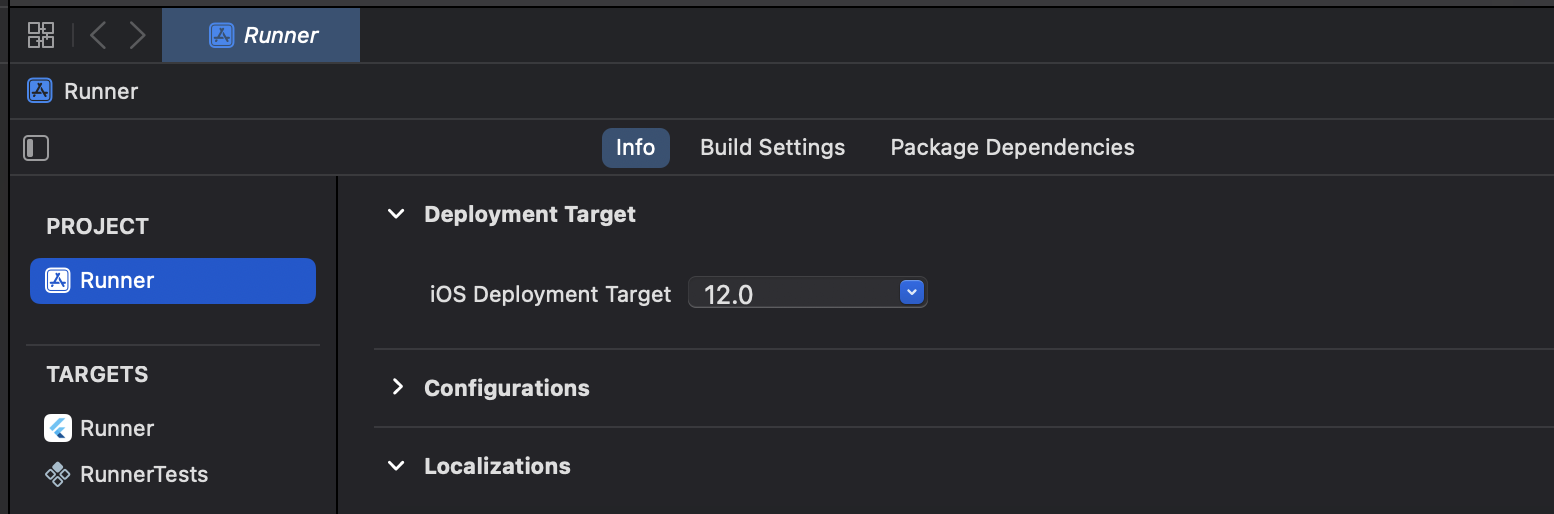 Runner
Runner
Info Build Settings Package Dependencies
PROJECT
Runner
TARGETS
Runner
RunnerTests
Deployment Target
iOS Deployment Target 12.0
Configurations
Localizations